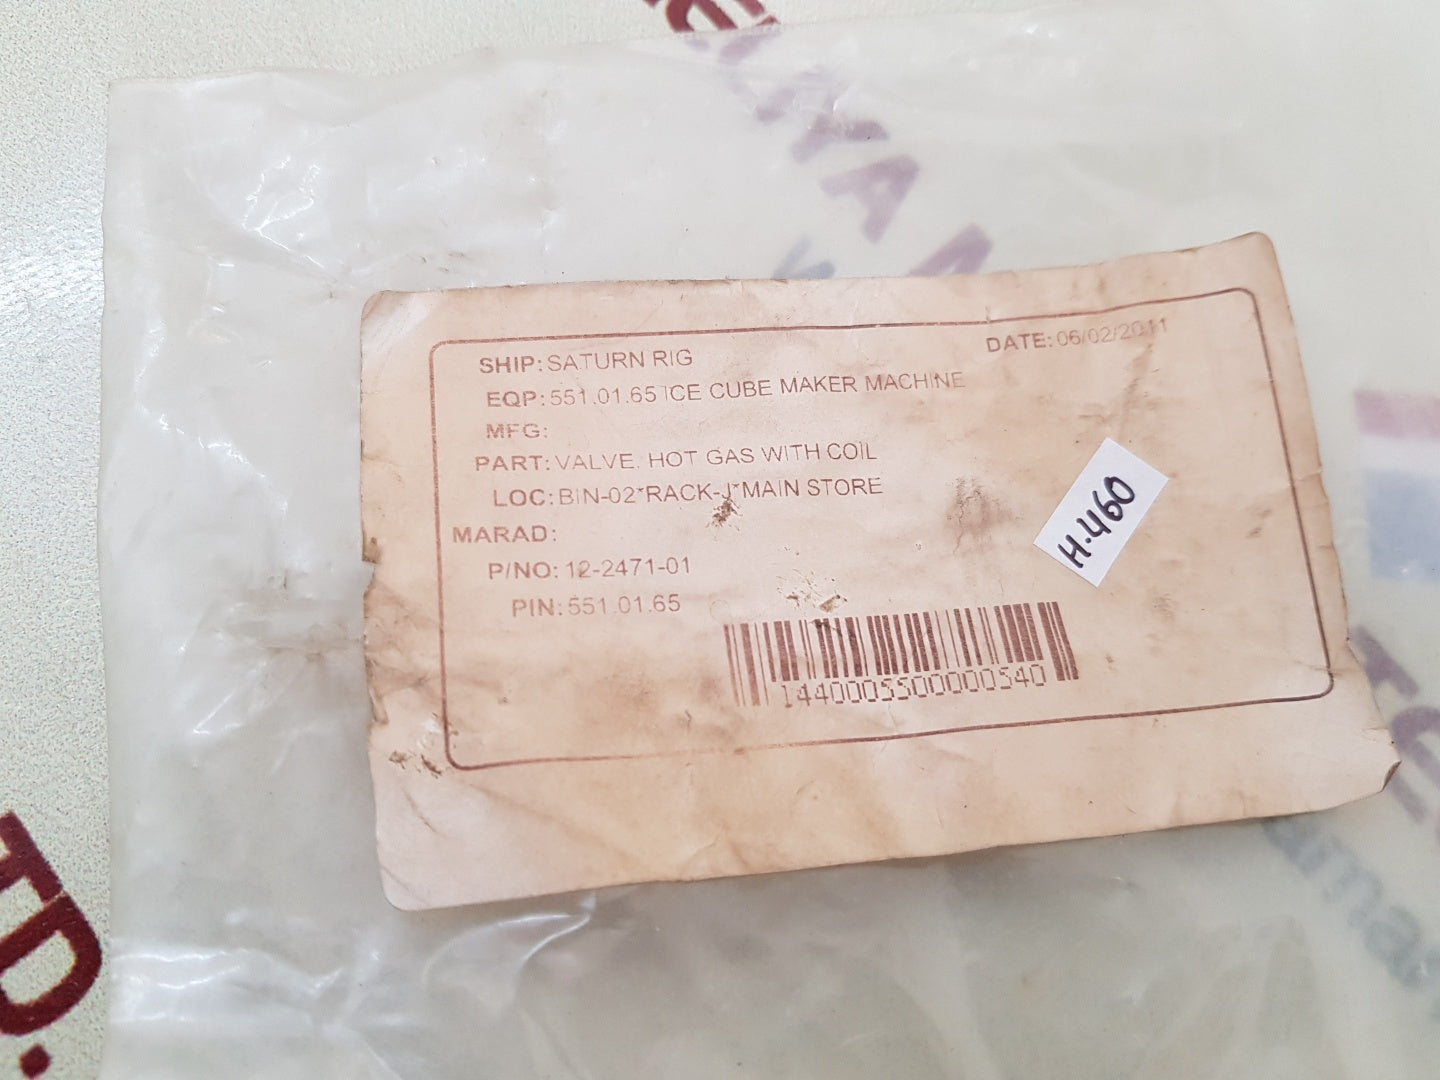 SHIP: SATURN RIG
DATE: 06/02/2011
EQP: 551.01.65 ICE CUBE MAKER MACHINE
MFG:
PART: VALVE, HOT GAS WITH COIL
LOC: BIN-02*RACK-J*MAIN STORE
MARAD:
P/NO: 12-2471-01
PIN: 551.01.65
H.460
1440005500000540
TD.